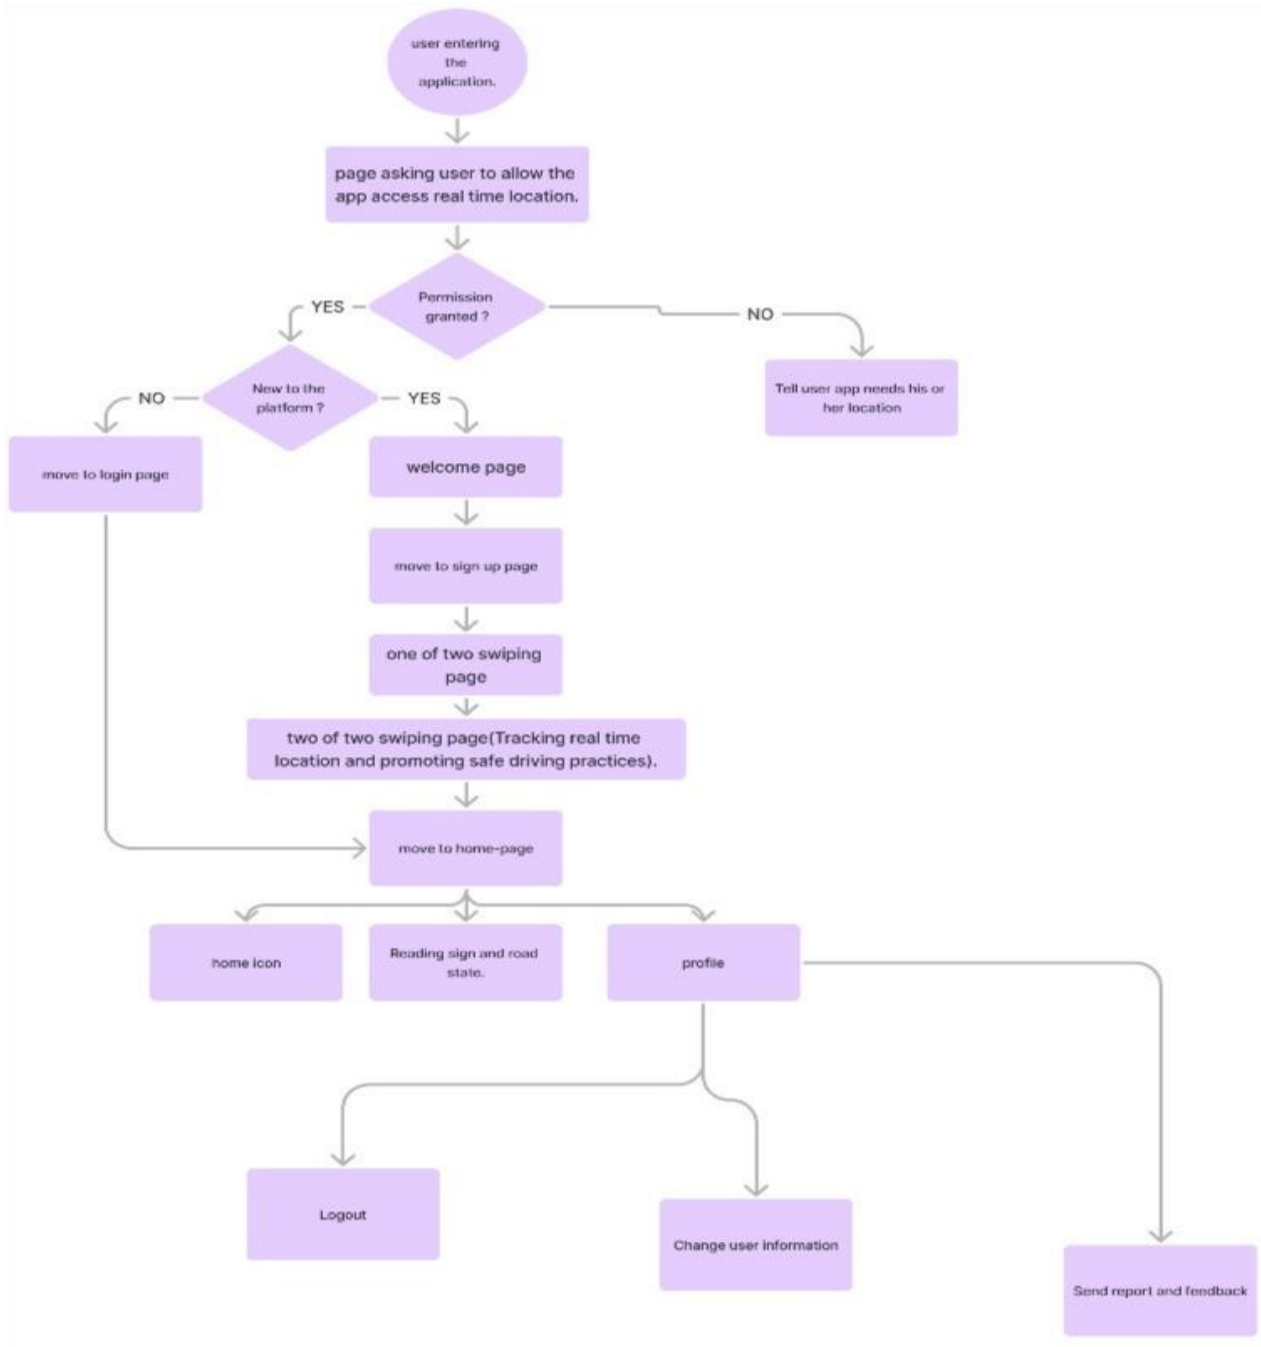 user entering
the
application.
page asking user to allow the
app access real time location.
Permission
granted ?
YES
NO
New to the
platform ?
Tell user app needs his or
her location
NO
YES
move to login page
welcome page
move to sign up page
one of two swiping
page
two of two swiping page(Tracking real time
location and promoting safe driving practices).
move to home-page
home icon
Reading sign and road
state.
profile
Logout
Change user information
Send report and feedback